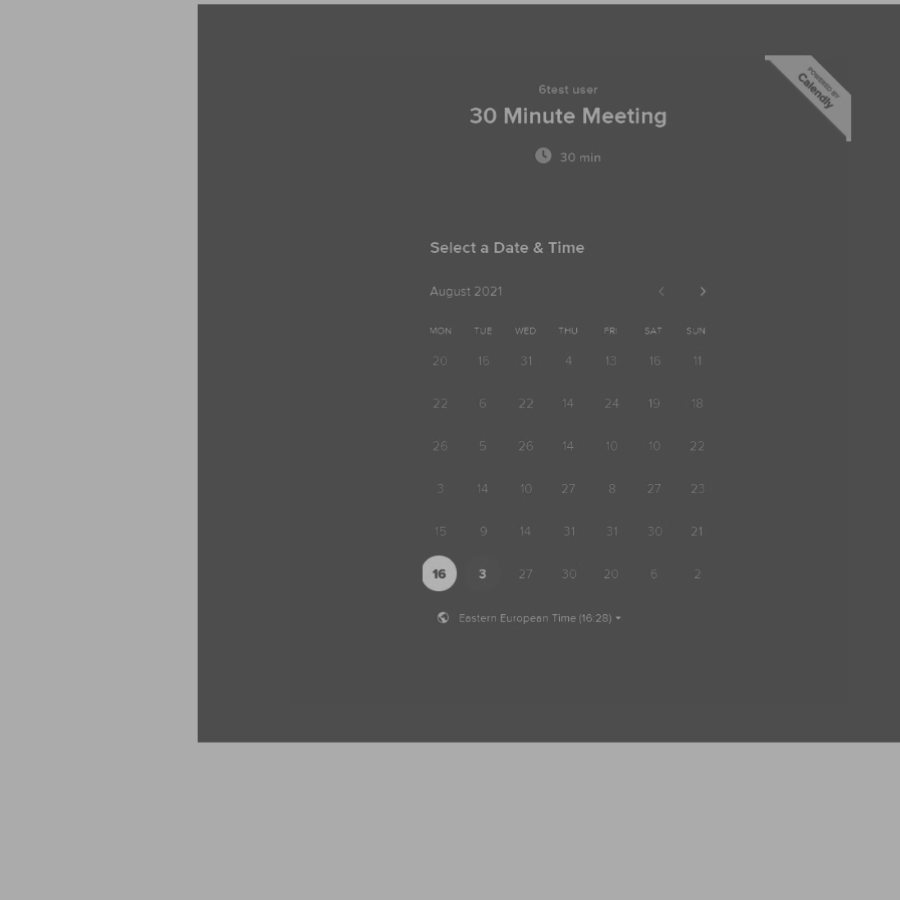 POWERED BY
Calendly
6test user
30 Minute Meeting
30 min
Select a Date & Time
August 2021
MON TUE WED THU FRI SAT SUN
20 15 31 4 13 16 11
22 6 22 14 24 19 18
26 5 26 14 10 10 22
3 14 10 27 8 27 23
15 9 14 31 31 30 21
16 3 27 30 20 6 2
Eastern European Time (16:28)